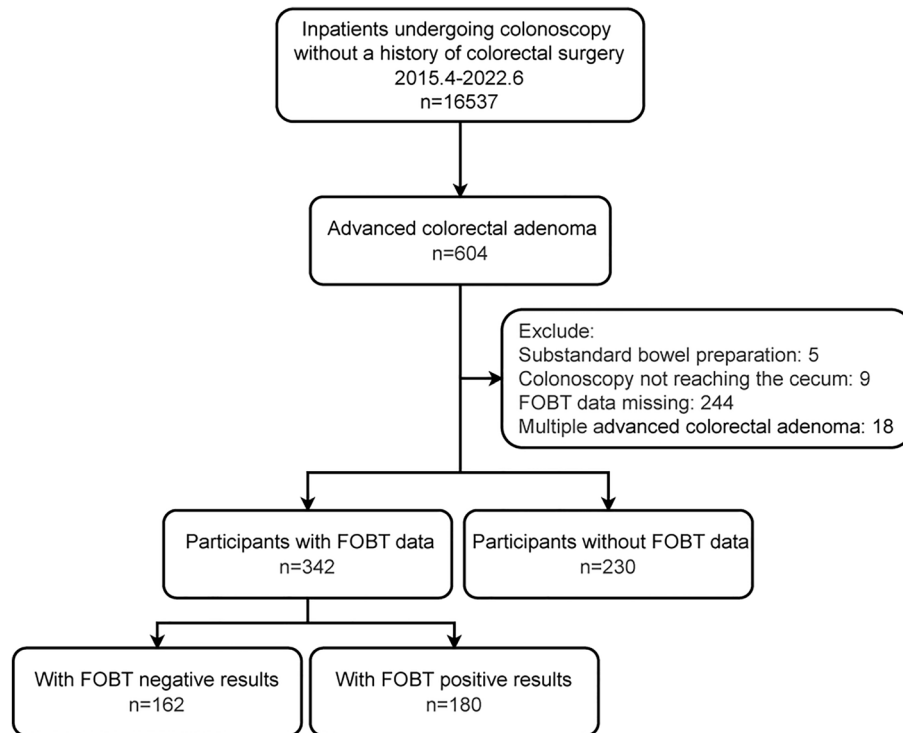 Inpatients undergoing colonoscopy
without a history of colorectal surgery
2015.4-2022.6
n=16537
Advanced colorectal adenoma
n=604
Exclude:
Substandard bowel preparation: 5
Colonoscopy not reaching the cecum: 9
FOBT data missing: 244
Multiple advanced colorectal adenoma: 18
Participants with FOBT data
n=342
Participants without FOBT data
n=230
With FOBT negative results
n=162
With FOBT positive results
n=180